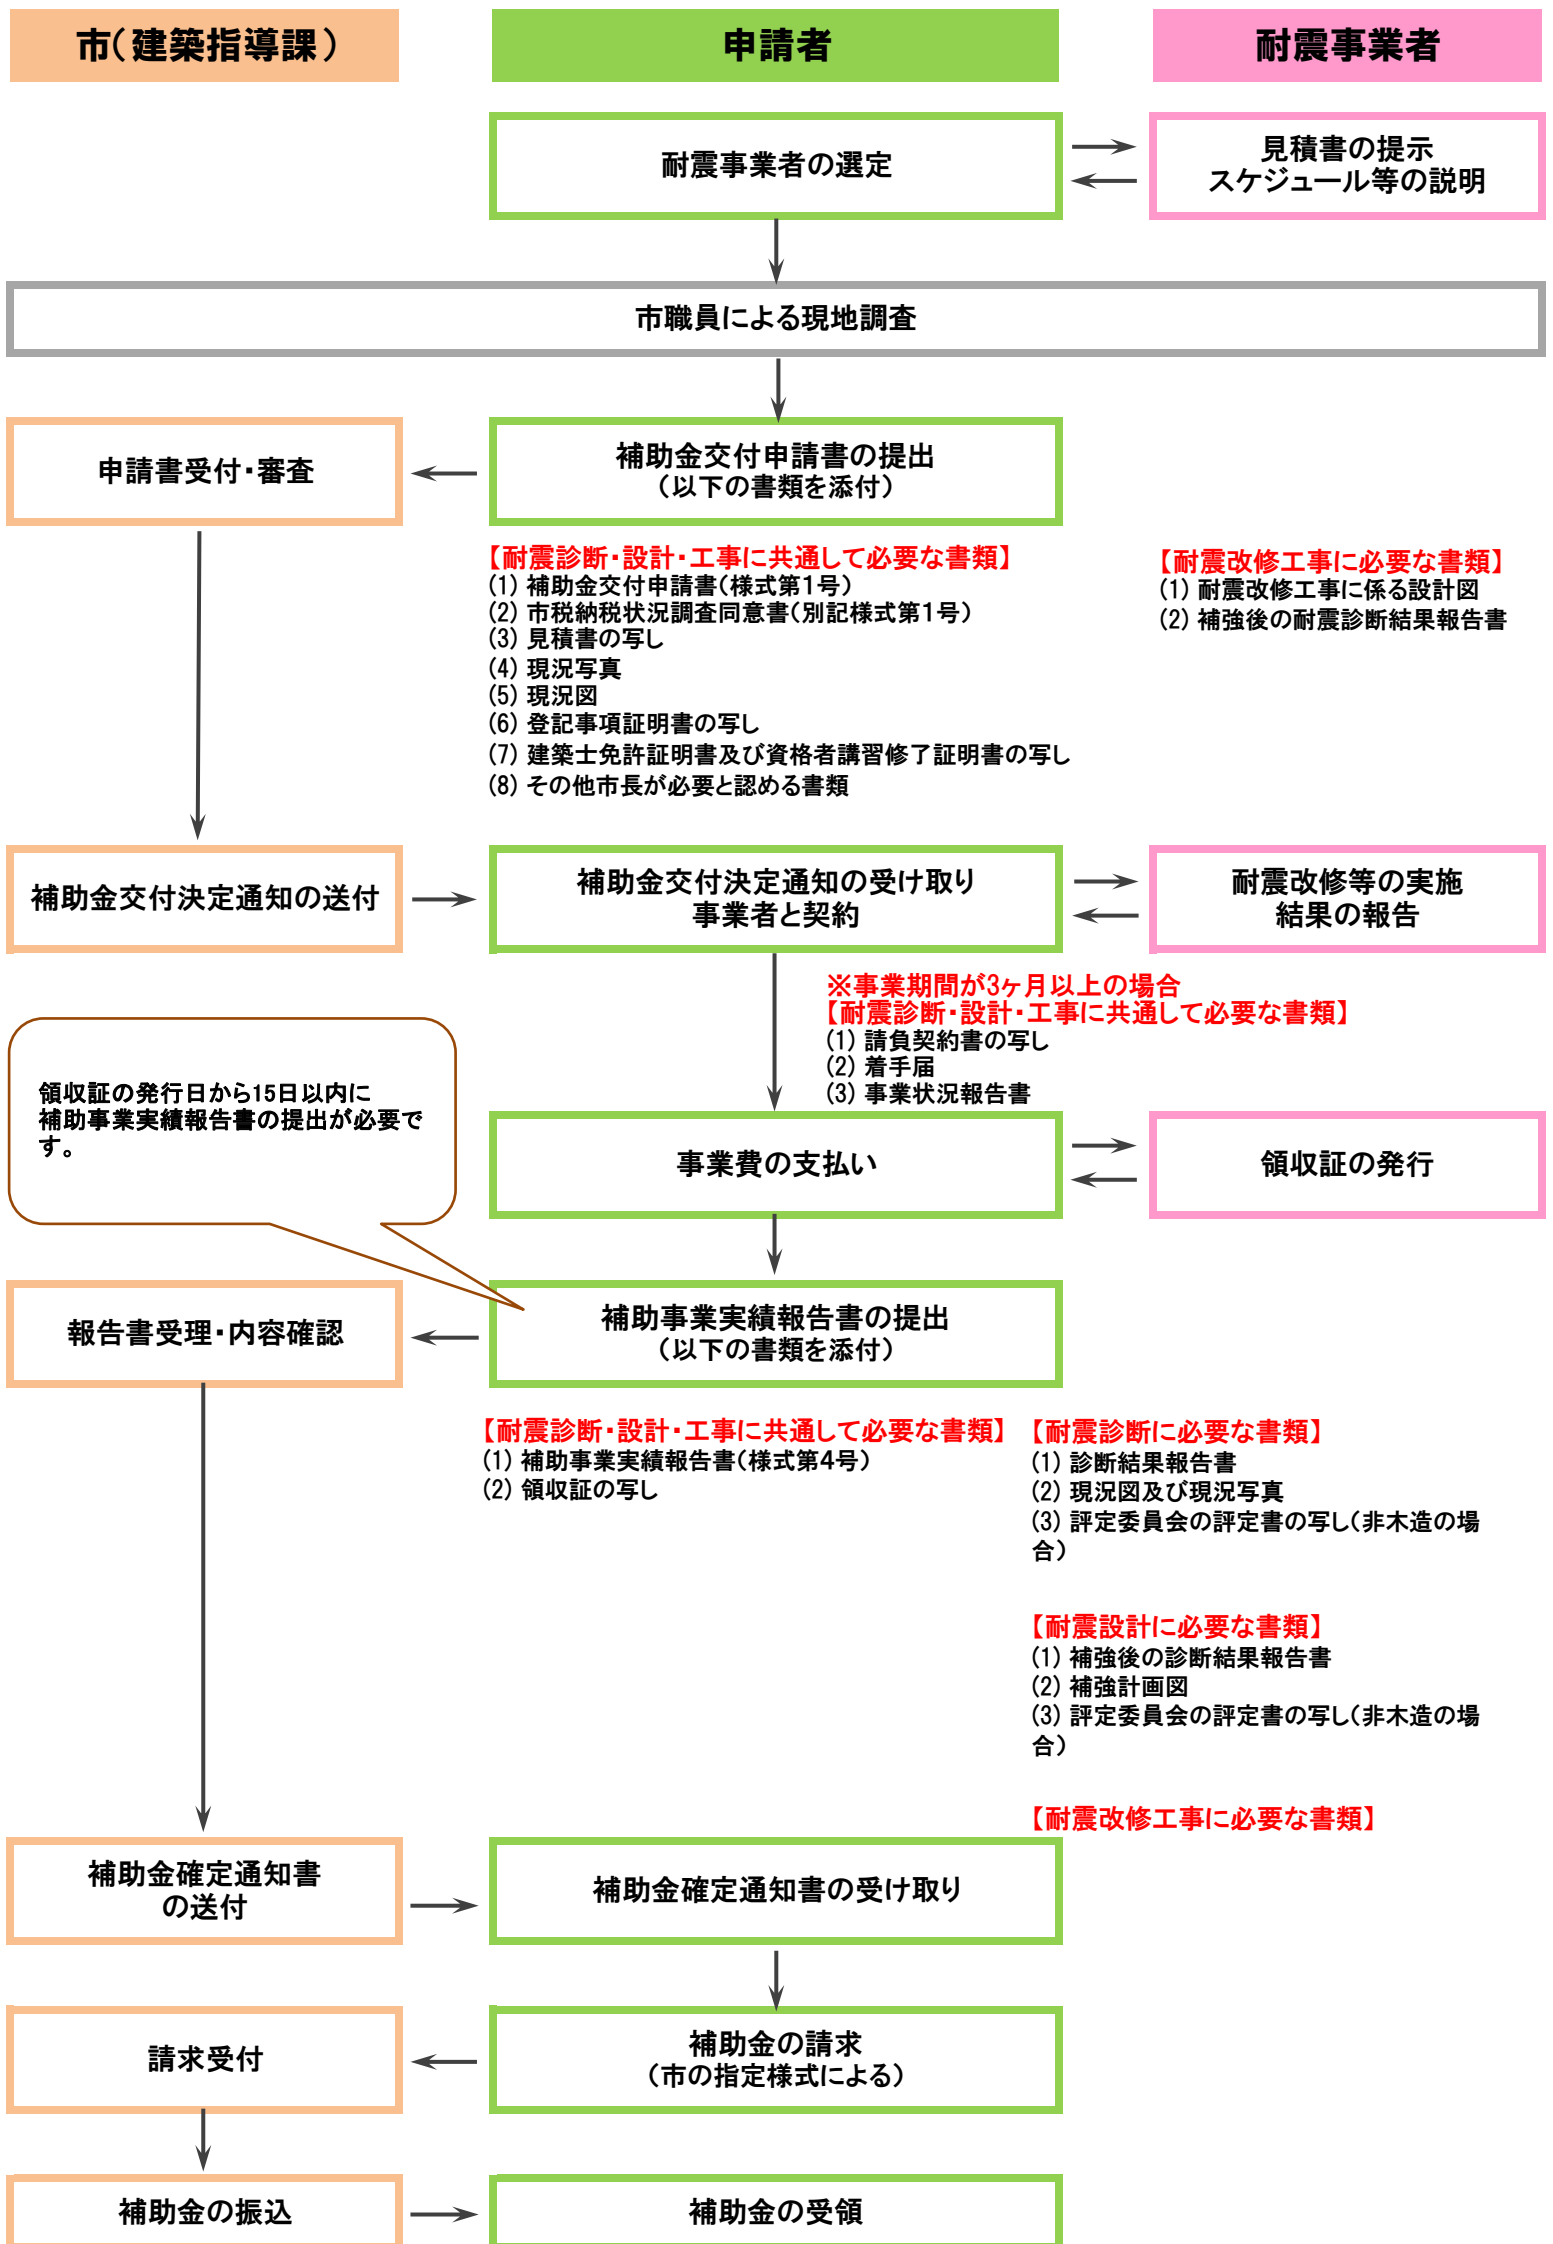 市（建築指導課）
申請者
耐震事業者
耐震事業者の選定
見積書の提示
スケジュール等の説明
市職員による現地調査
申請書受付・審査
補助金交付申請書の提出
（以下の書類を添付）
【耐震診断・設計・工事に共通して必要な書類】
(1) 補助金交付申請書（様式第１号）
(2) 市税納税状況調査同意書（別記様式第１号）
(3) 見積書の写し
(4) 現況写真
(5) 現況図
(6) 登記事項証明書の写し
(7) 建築士免許証明書及び資格者講習修了証明書の写し
(8) その他市長が必要と認める書類
【耐震改修工事に必要な書類】
(1) 耐震改修工事に係る設計図
(2) 補強後の耐震診断結果報告書
補助金交付決定通知の送付
補助金交付決定通知の受け取り
事業者と契約
耐震改修等の実施
結果の報告
※事業期間が3ヶ月以上の場合
【耐震診断・設計・工事に共通して必要な書類】
(1) 請負契約書の写し
(2) 着手届
(3) 事業状況報告書
領収証の発行日から15日以内に
補助事業実績報告書の提出が必要で
す。
事業費の支払い
領収証の発行
報告書受理・内容確認
補助事業実績報告書の提出
（以下の書類を添付）
【耐震診断・設計・工事に共通して必要な書類】
(1) 補助事業実績報告書（様式第４号）
(2) 領収証の写し
【耐震診断に必要な書類】
(1) 診断結果報告書
(2) 現況図及び現況写真
(3) 評定委員会の評定書の写し（非木造の場
合）
【耐震設計に必要な書類】
(1) 補強後の診断結果報告書
(2) 補強計画図
(3) 評定委員会の評定書の写し（非木造の場
合）
【耐震改修工事に必要な書類】
補助金確定通知書
の送付
補助金確定通知書の受け取り
請求受付
補助金の請求
（市の指定様式による）
補助金の振込
補助金の受領